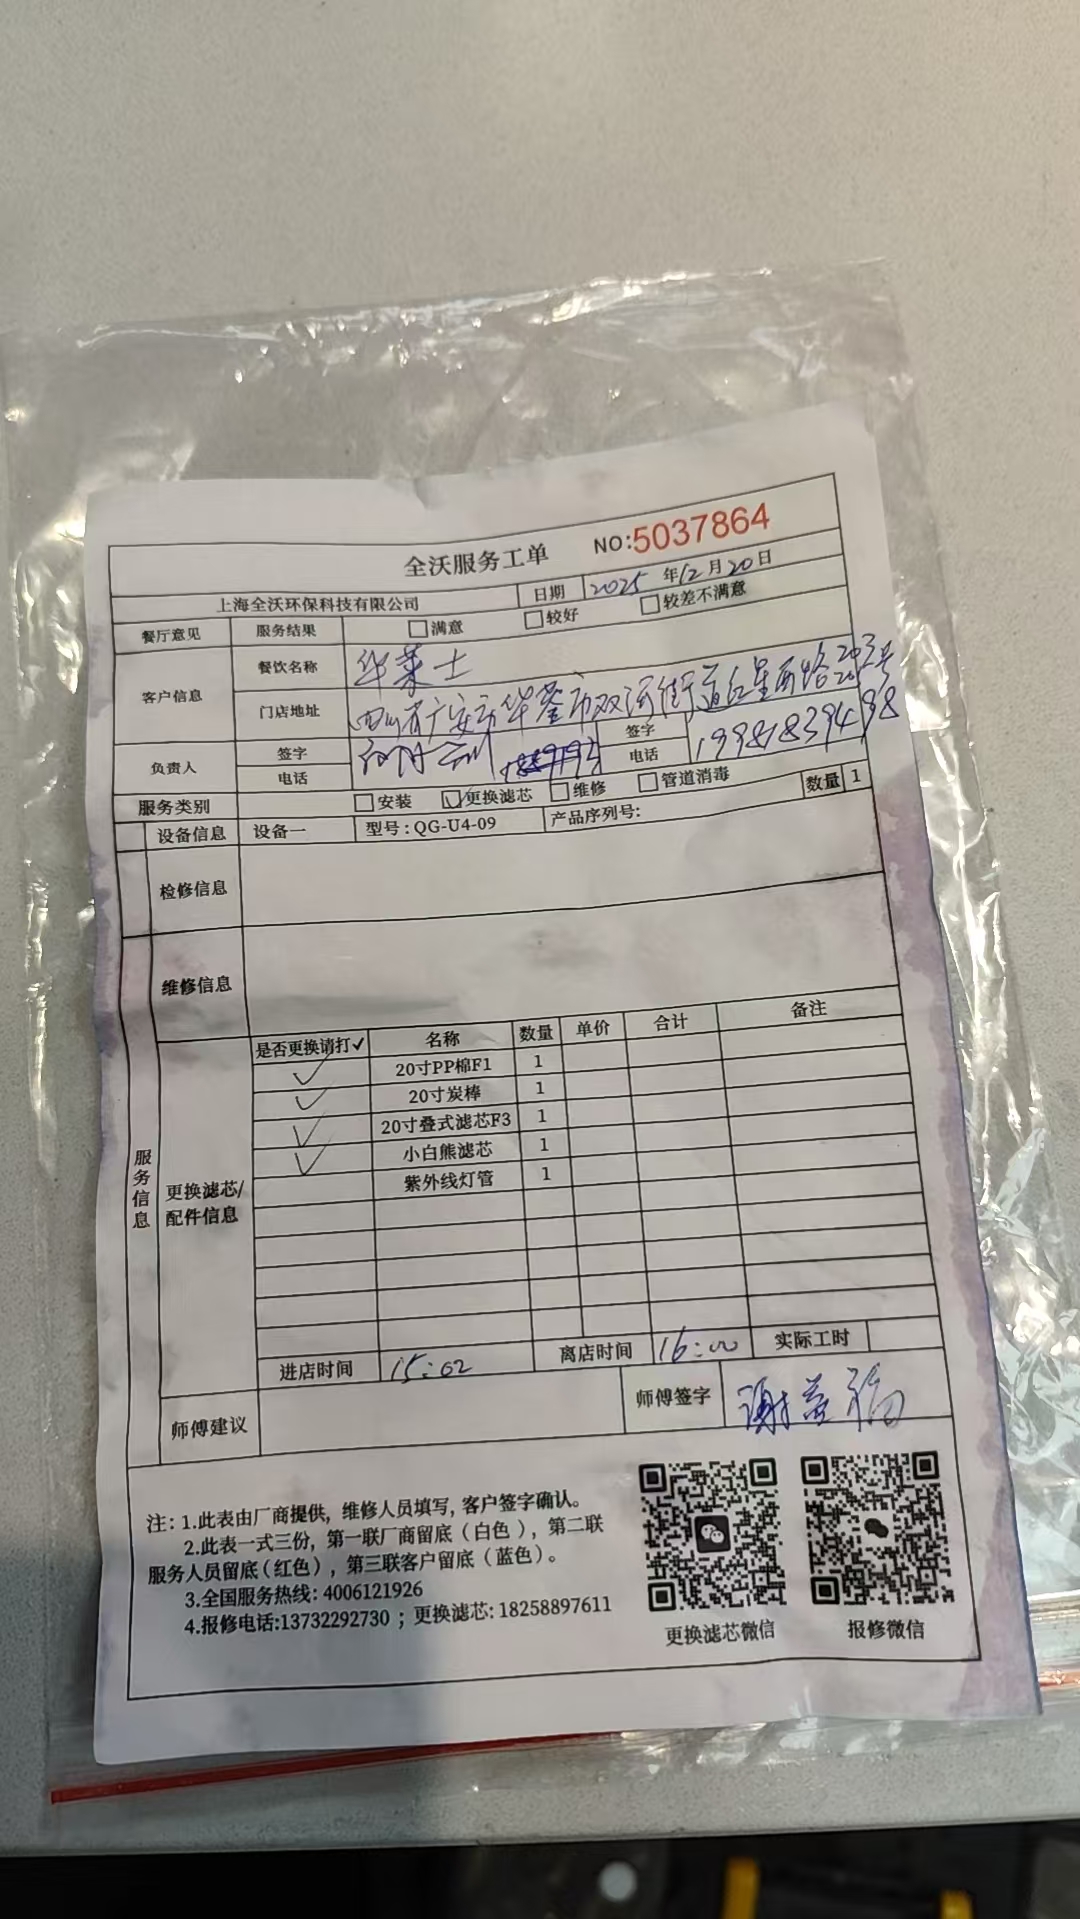 全沃服务工单 NO:5037864
上海全沃环保科技有限公司 日期 2025 年 12 月 20 日
餐厅意见 服务结果 满意 较好 较差不满意
客户信息 餐饮名称 华莱士
门店地址 四川省广安市华蓥市双河街道红星西路
负责人 签字 签字
电话 电话 19981839498
服务类别 安装 更换滤芯 维修 管道消毒
设备信息 设备一 型号:QG-U4-09 产品序列号: 数量 1
检修信息
维修信息
服务信息
更换滤芯/配件信息
是否更换请打✓ 名称 数量 单价 合计 备注
✓ 20寸PP棉F1 1
✓ 20寸炭棒 1
✓ 20寸叠式滤芯F3 1
✓ 小白熊滤芯 1
紫外线灯管 1
进店时间 15:02 离店时间 16:00 实际工时
师傅建议 师傅签字 谢
注: 1.此表由厂商提供, 维修人员填写, 客户签字确认。
2.此表一式三份, 第一联厂商留底(白色), 第二联
服务人员留底(红色), 第三联客户留底(蓝色)。
3.全国服务热线: 4006121926
4.报修电话:13732292730 ; 更换滤芯: 18258897611
更换滤芯微信 报修微信